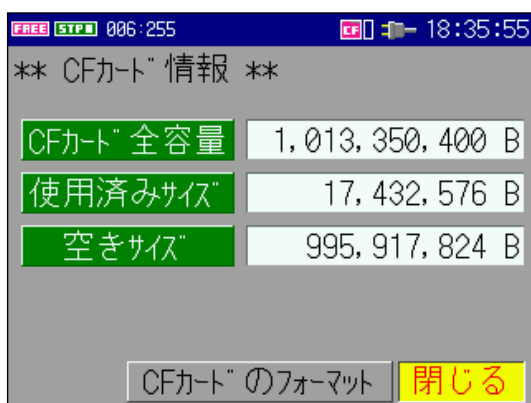 FREE STP 006:255 CF 18:35:55
** CFｶｰﾄﾞ情報 **
CFｶｰﾄﾞ全容量 1,013,350,400 B
使用済みｻｲｽﾞ 17,432,576 B
空きｻｲｽﾞ 995,917,824 B
CFｶｰﾄﾞのﾌｫｰﾏｯﾄ 閉じる